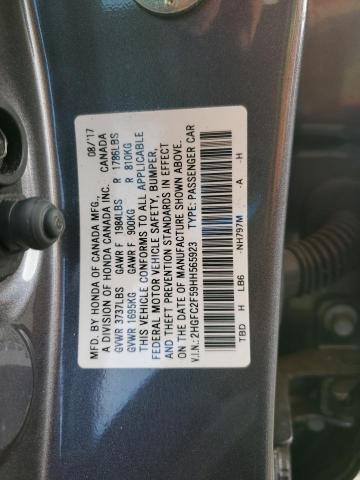 MFD. BY HONDA OF CANADA MFG.,    08/'17
A DIVISION OF HONDA CANADA INC.    CANADA
GVWR 3737LBS    GAWR F 1984LBS    R 1786LBS
GVWR 1695KG    GAWR F 900KG    R 810KG
THIS VEHICLE CONFORMS TO ALL APPLICABLE
FEDERAL MOTOR VEHICLE SAFETY, BUMPER,
AND THEFT PREVENTION STANDARDS IN EFFECT
ON THE DATE OF MANUFACTURE SHOWN ABOVE.
V.I.N.: 2HGFC2F59HH565923    TYPE: PASSENGER CAR
TBD    H    LB6    -NH797M    -A    -H